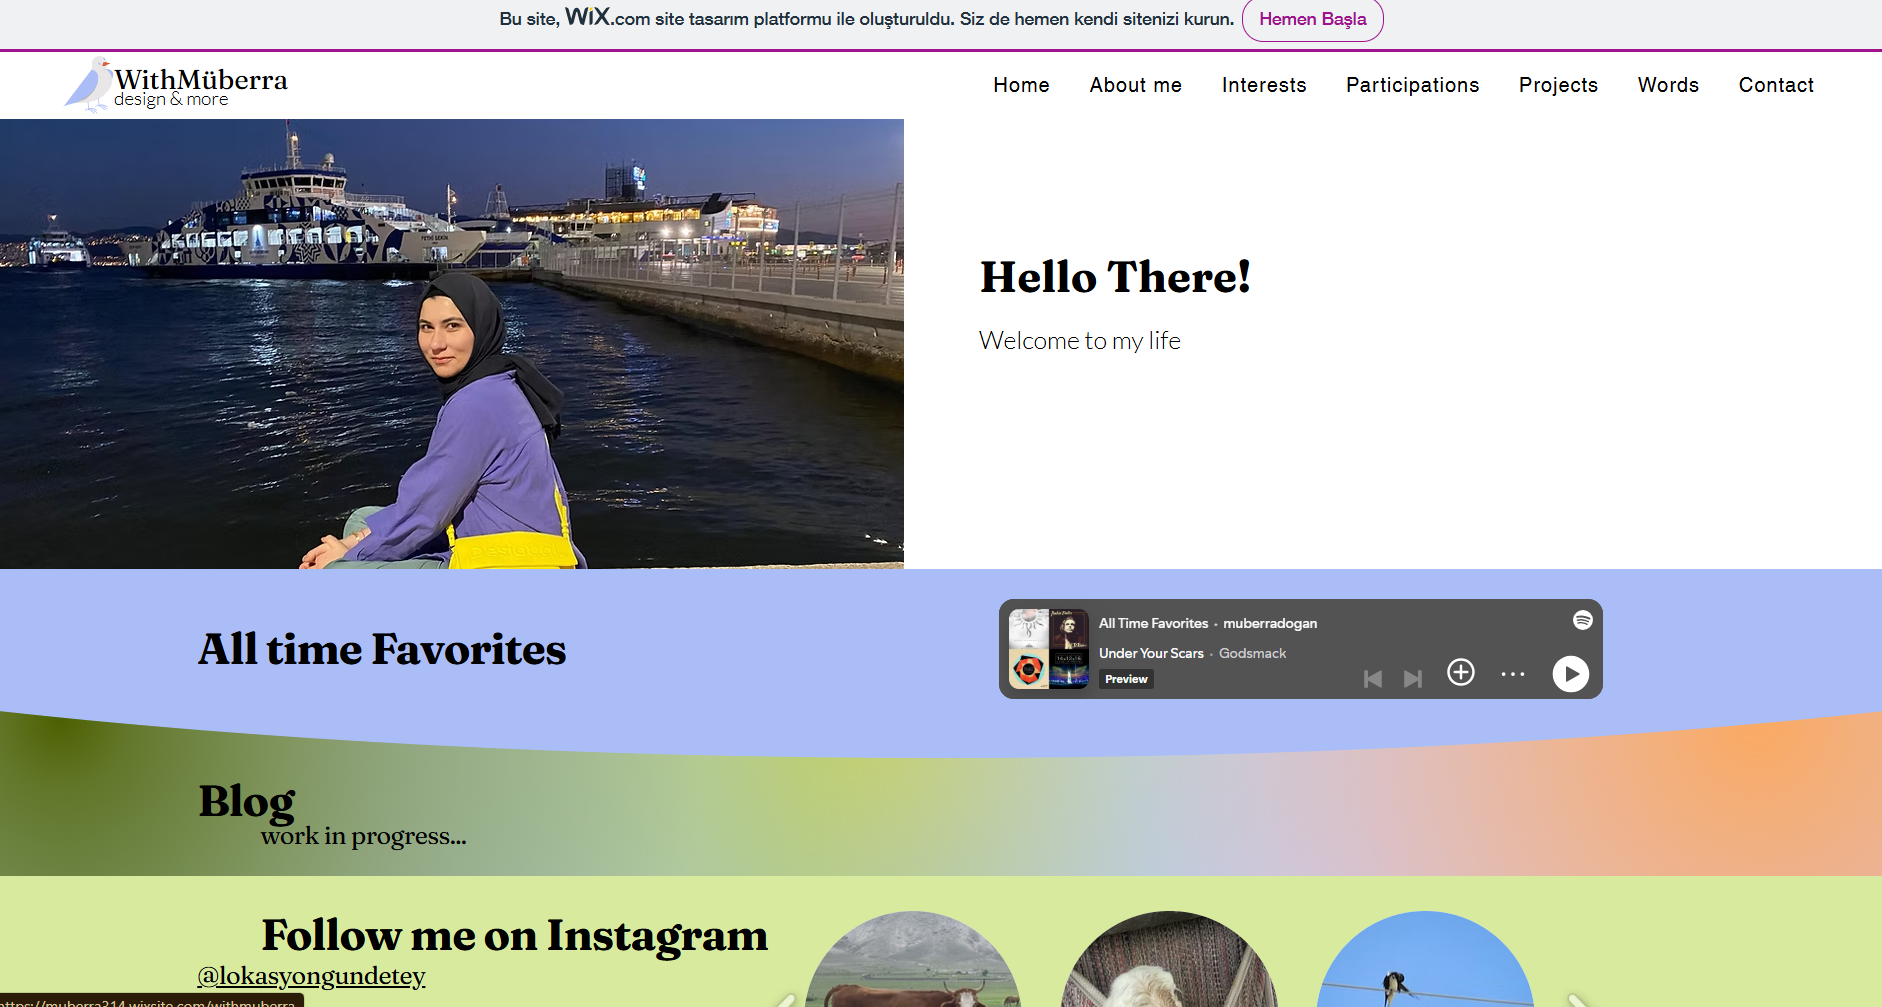 Bu site, WiX.com site tasarım platformu ile oluşturuldu. Siz de hemen kendi sitenizi kurun. Hemen Başla
WithMüberra
design & more
Home About me Interests Participations Projects Words Contact
FETHİ SEKİN
Hello There!
Welcome to my life
Desigual
All time Favorites
All Time Favorites · muberradogan
Under Your Scars · Godsmack
Preview
Blog
work in progress...
Follow me on Instagram
@lokasyongundetey
https://muberra314.wixsite.com/withmuberra